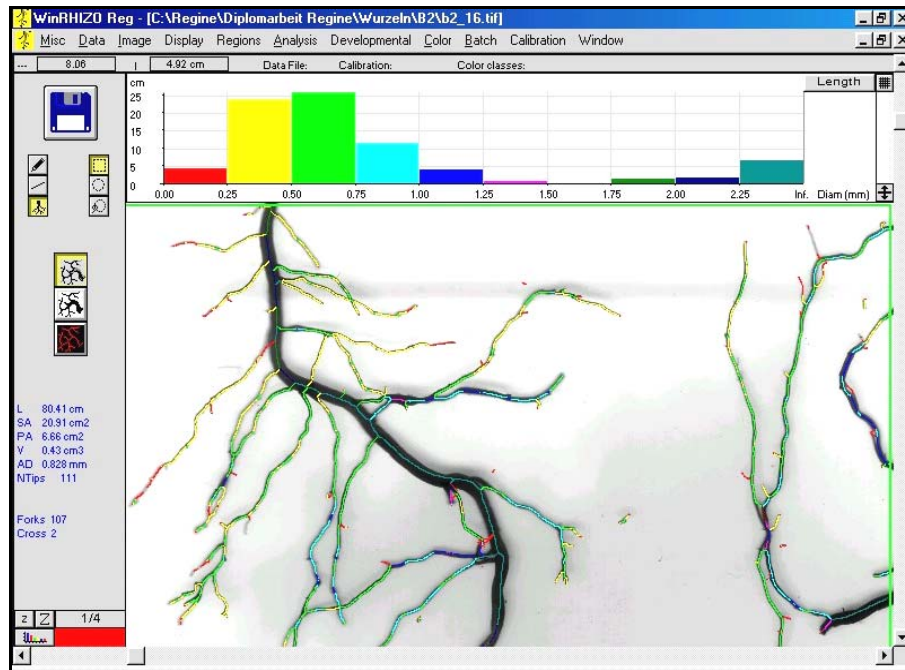 WinRHIZO Reg - [C:\Regine\Diplomarbeit Regine\Wurzeln\B2\b2_16.tif]
Misc Data Image Display Regions Analysis Developmental Color Batch Calibration Window
--- 8.06 | 4.92 cm Data File: Calibration: Color classes:
cm Length
25
20
15
10
5
0
0.00 0.25 0.50 0.75 1.00 1.25 1.50 1.75 2.00 2.25 Inf. Diam (mm)
L 80.41 cm
SA 20.91 cm2
PA 6.66 cm2
V 0.43 cm3
AD 0.828 mm
NTips 111
Forks 107
Cross 2
z Z 1/4